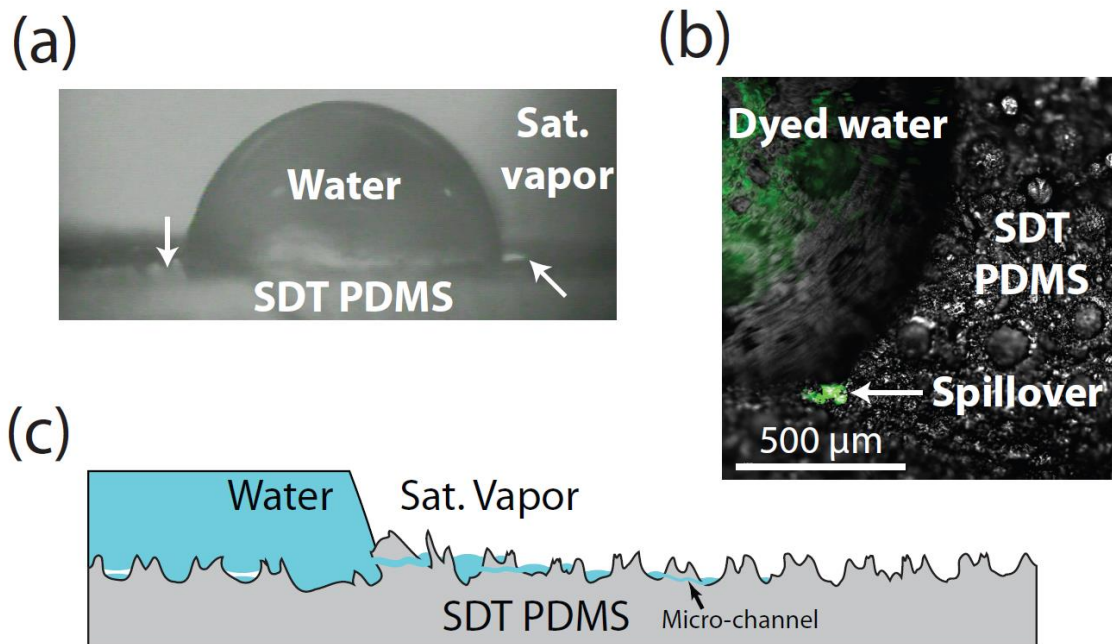 (a)
Water
Sat.
vapor
SDT PDMS
(b)
Dyed water
SDT
PDMS
Spillover
500 µm
(c)
Water
Sat. Vapor
SDT PDMS
Micro-channel